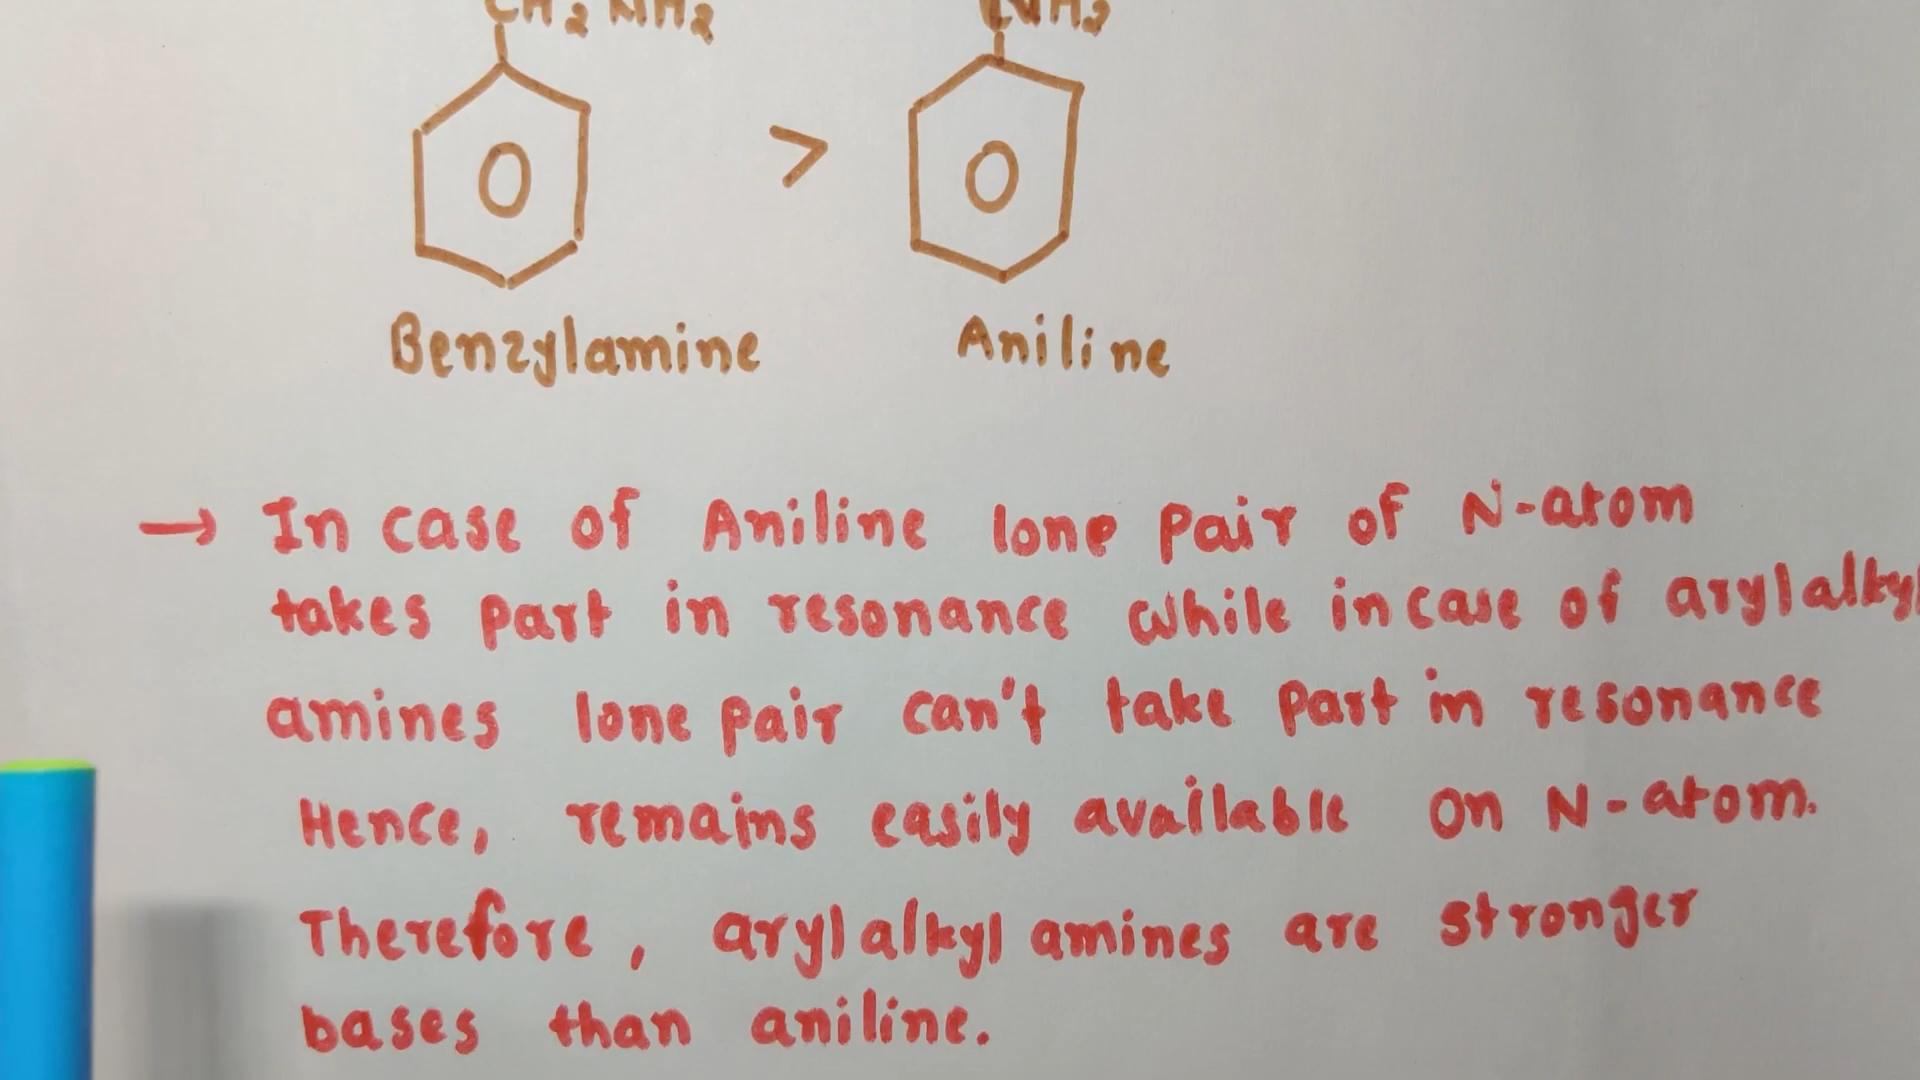 CH2NH2 NH2
>
Benzylamine Aniline
→ In case of Aniline lone pair of N-atom
takes part in resonance while in case of arylalkyl
amines lone pair can't take part in resonance
Hence, remains easily available on N-atom.
Therefore, arylalkyl amines are stronger
bases than aniline.